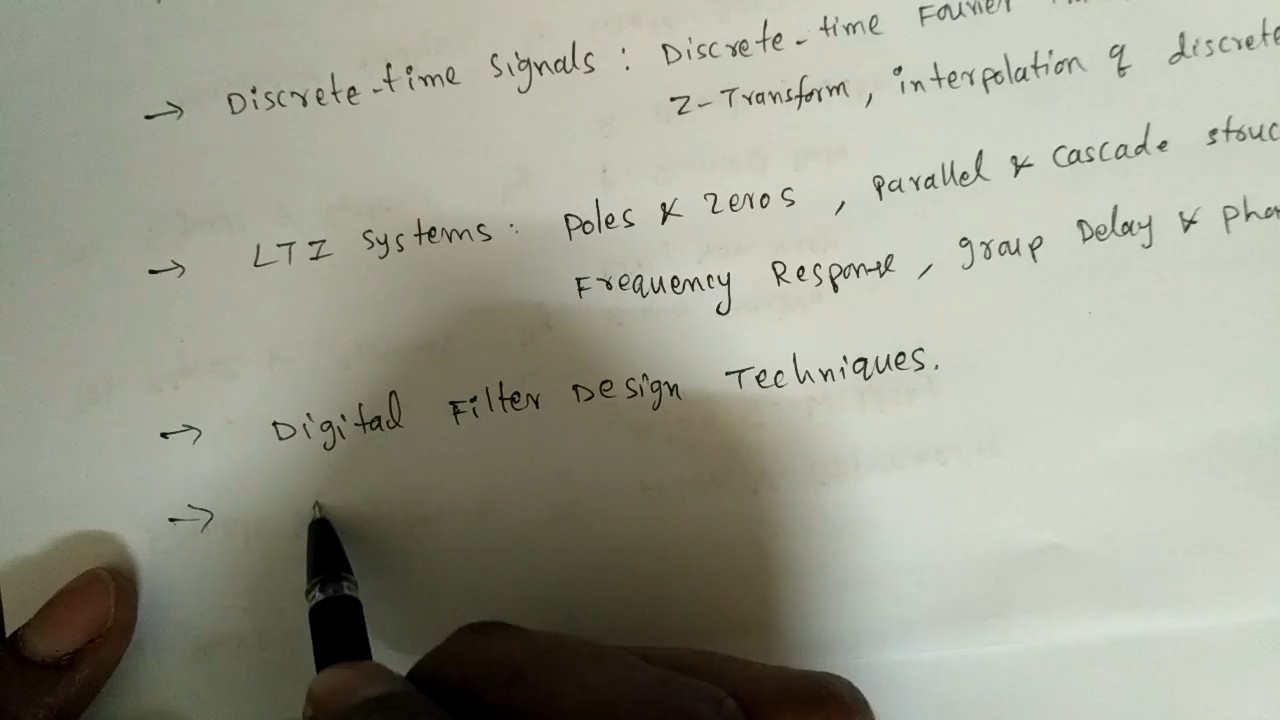 → Discrete-time signals : Discrete-time Fourier
Z-Transform, interpolation of discrete
→ LTI systems : Poles & zeros , parallel & cascade
Frequency Response, group Delay &
→ Digital Filter Design Techniques.
→